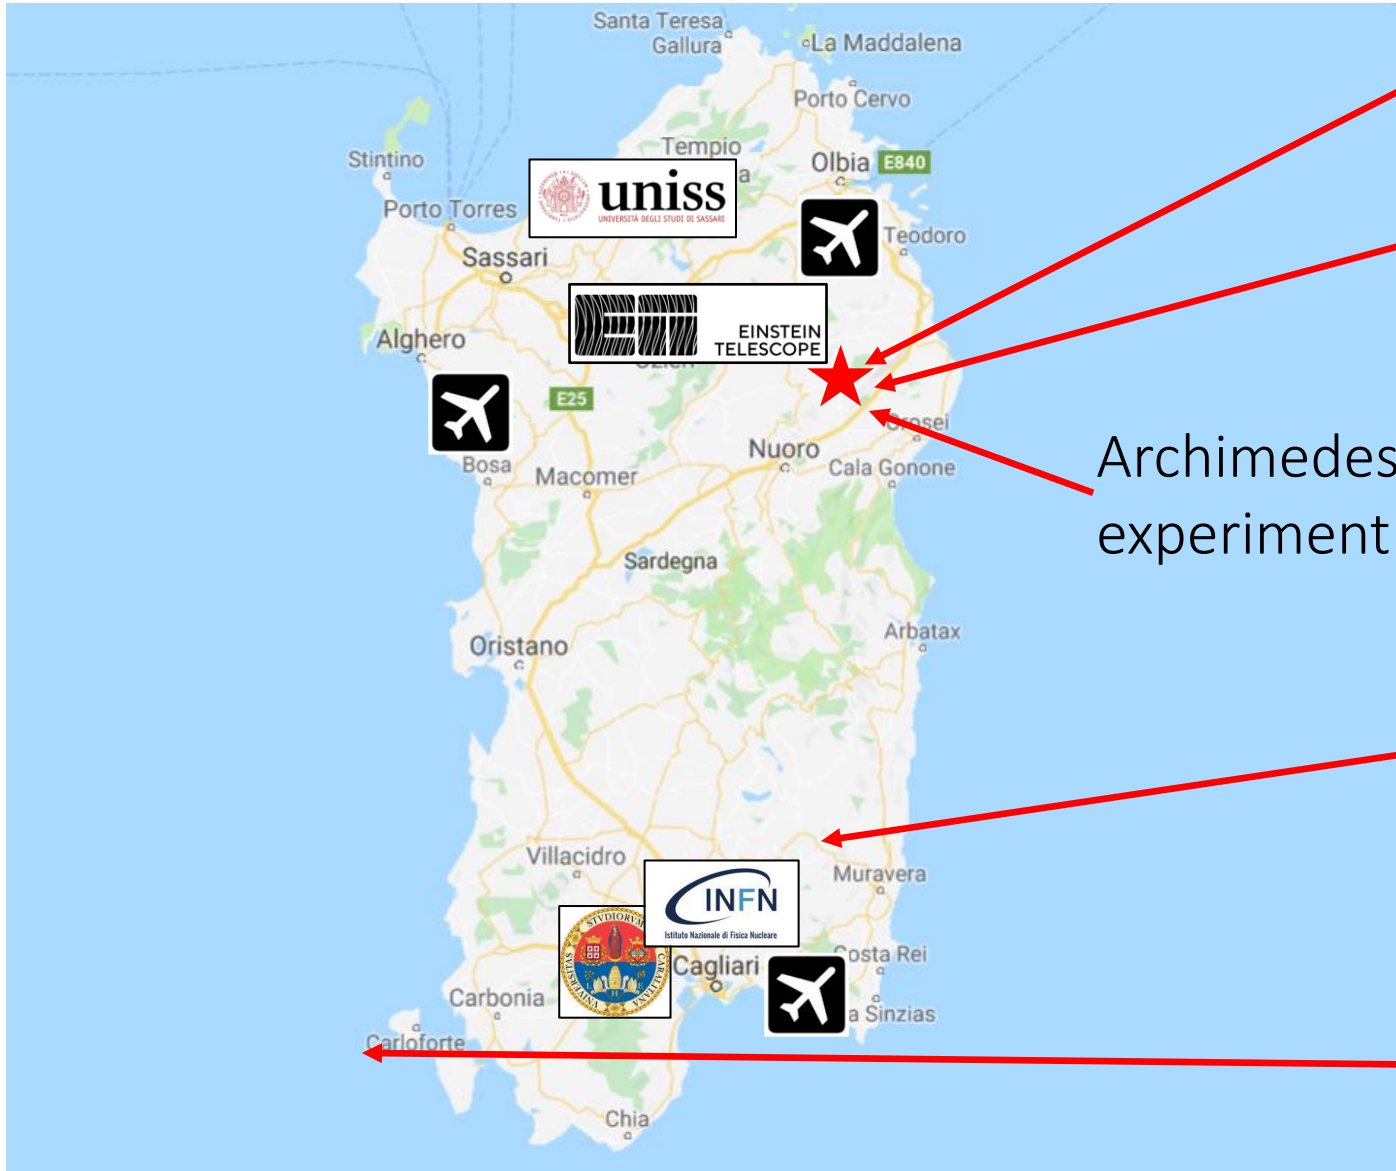 Santa Teresa
Gallura
La Maddalena
Porto Cervo
Tempio
Olbia
E840
Stintino
uniss
UNIVERSITÀ DEGLI STUDI DI SASSARI
Porto Torres
Teodoro
Sassari
EINSTEIN
TELESCOPE
Alghero
E25
Orosei
Nuoro
Bosa
Macomer
Cala Gonone
Archimedes
experiment
Sardegna
Arbatax
Oristano
Villacidro
Muravera
INFN
Istituto Nazionale di Fisica Nucleare
STVDIORVM
Costa Rei
Cagliari
Carbonia
a Sinzias
Carloforte
Chia